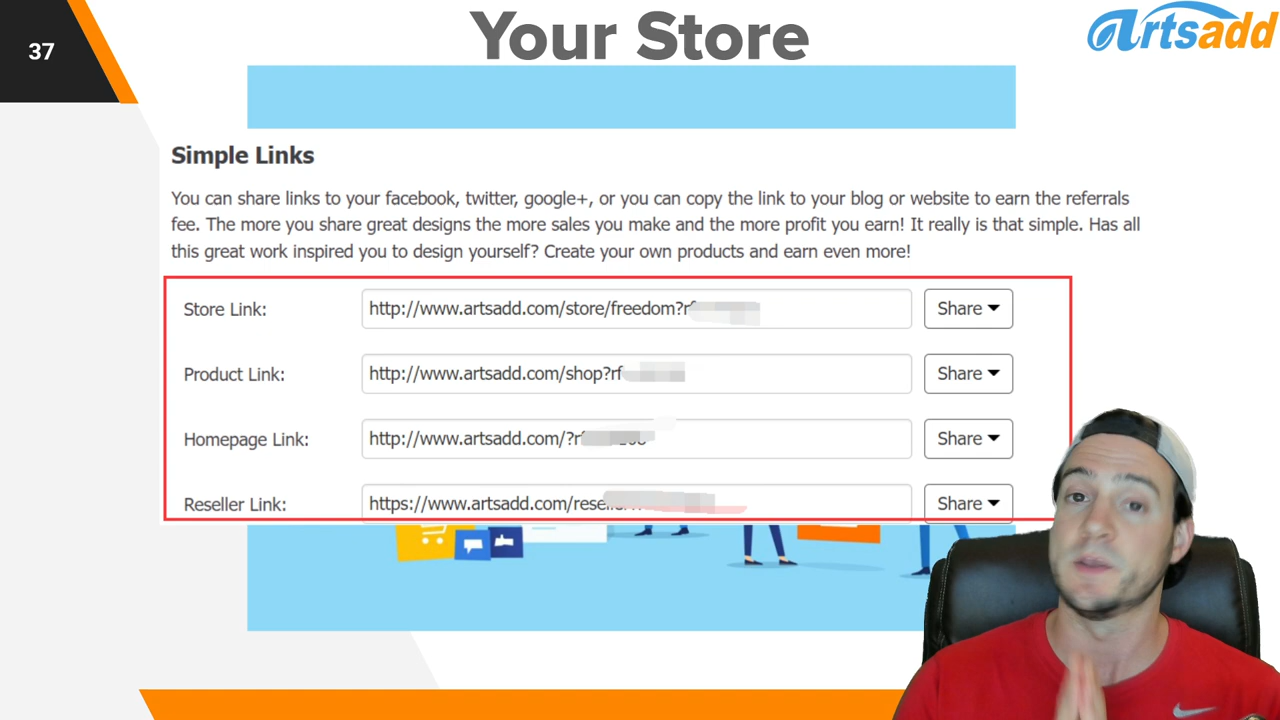 37
Your Store
artsadd
Simple Links
You can share links to your facebook, twitter, google+, or you can copy the link to your blog or website to earn the referrals
fee. The more you share great designs the more sales you make and the more profit you earn! It really is that simple. Has all
this great work inspired you to design yourself? Create your own products and earn even more!
Store Link: http://www.artsadd.com/store/freedom?rf Share
Product Link: http://www.artsadd.com/shop?rf Share
Homepage Link: http://www.artsadd.com/?rf Share
Reseller Link: https://www.artsadd.com/rese Share